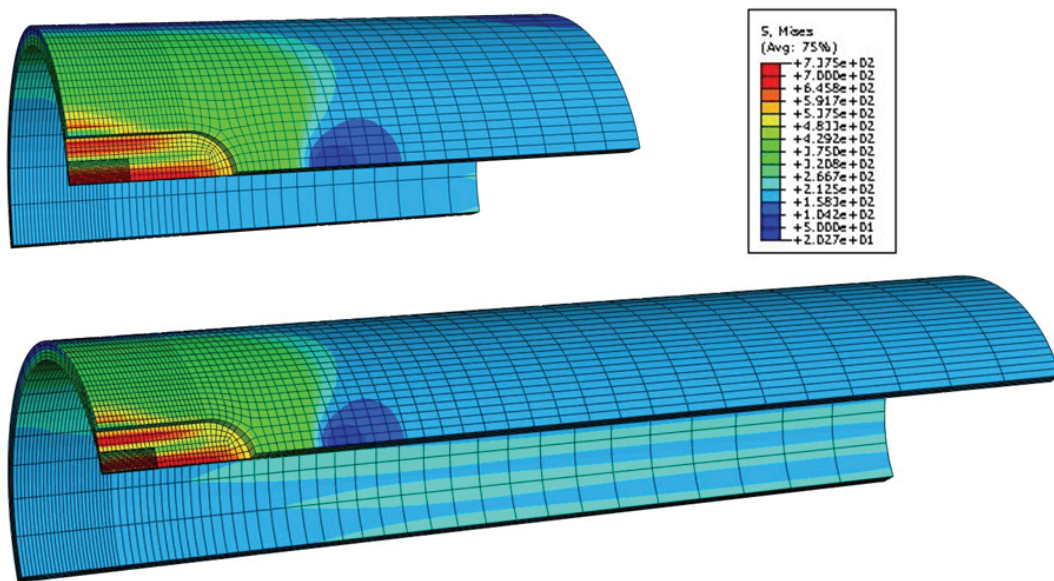 S, Mises
(Avg: 75%)
+7.375e+02
+7.000e+02
+6.458e+02
+5.917e+02
+5.375e+02
+4.833e+02
+4.292e+02
+3.750e+02
+3.208e+02
+2.667e+02
+2.125e+02
+1.583e+02
+1.042e+02
+5.000e+01
+2.027e+01